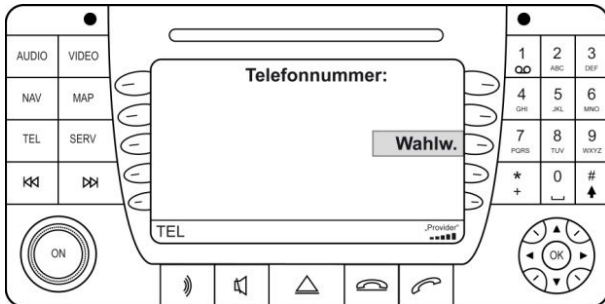 AUDIO VIDEO
NAV MAP
TEL SERV
ON
Telefonnummer:
Wahlw.
TEL „Provider“
1 2 ABC 3 DEF
4 GHI 5 JKL 6 MNO
7 PQRS 8 TUV 9 WXYZ
* + 0 #
OK